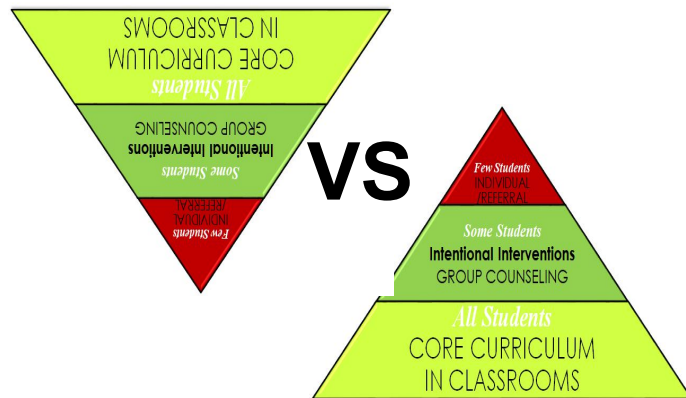 IN CLASSROOMS
CORE CURRICULUM
All Students
GROUP COUNSELING
Intentional Interventions
Some Students
/REFERRAL
INDIVIDUAL
Few Students
VS
Few Students
INDIVIDUAL
/REFERRAL
Some Students
Intentional Interventions
GROUP COUNSELING
All Students
CORE CURRICULUM
IN CLASSROOMS